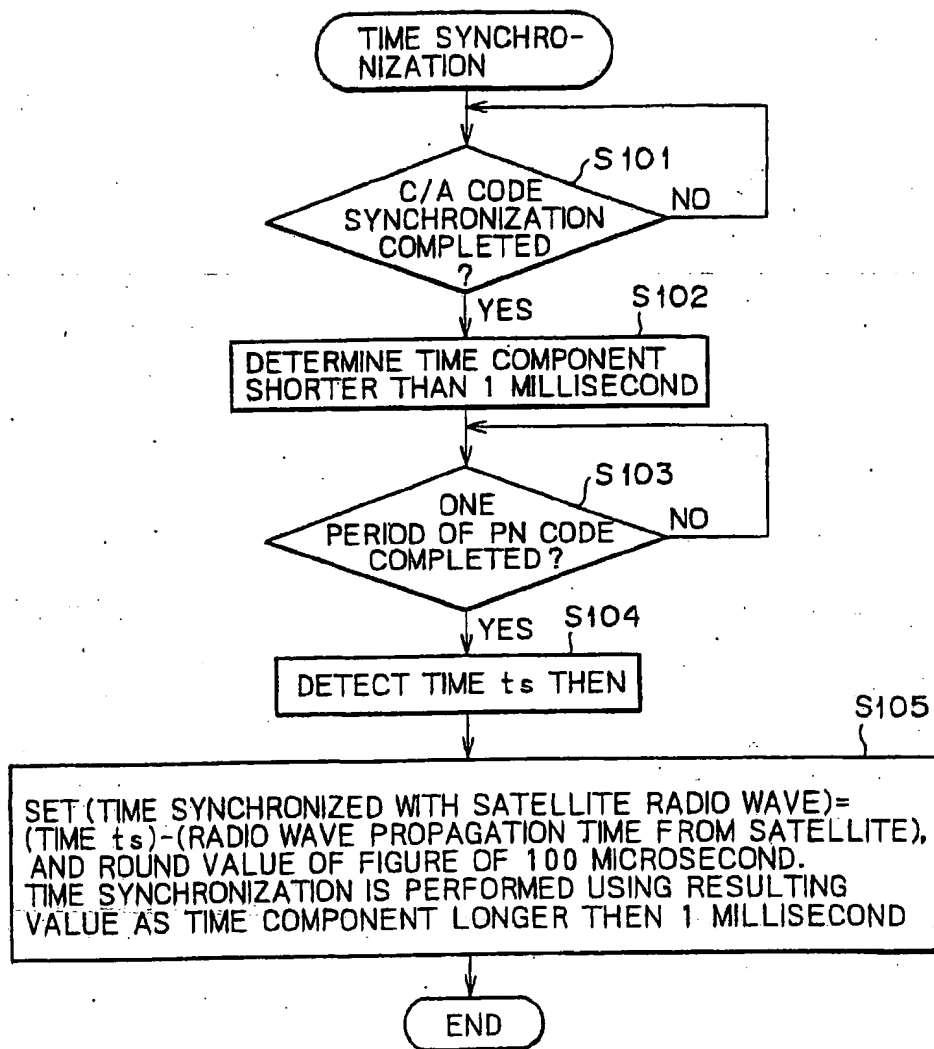 TIME SYNCHRO-
NIZATION
S101
C/A CODE
SYNCHRONIZATION
COMPLETED
?
NO
YES
S102
DETERMINE TIME COMPONENT
SHORTER THAN 1 MILLISECOND
S103
ONE
PERIOD OF PN CODE
COMPLETED?
NO
YES
S104
DETECT TIME ts THEN
S105
SET (TIME SYNCHRONIZED WITH SATELLITE RADIO WAVE)=
(TIME ts)-(RADIO WAVE PROPAGATION TIME FROM SATELLITE),
AND ROUND VALUE OF FIGURE OF 100 MICROSECOND.
TIME SYNCHRONIZATION IS PERFORMED USING RESULTING
VALUE AS TIME COMPONENT LONGER THEN 1 MILLISECOND
END